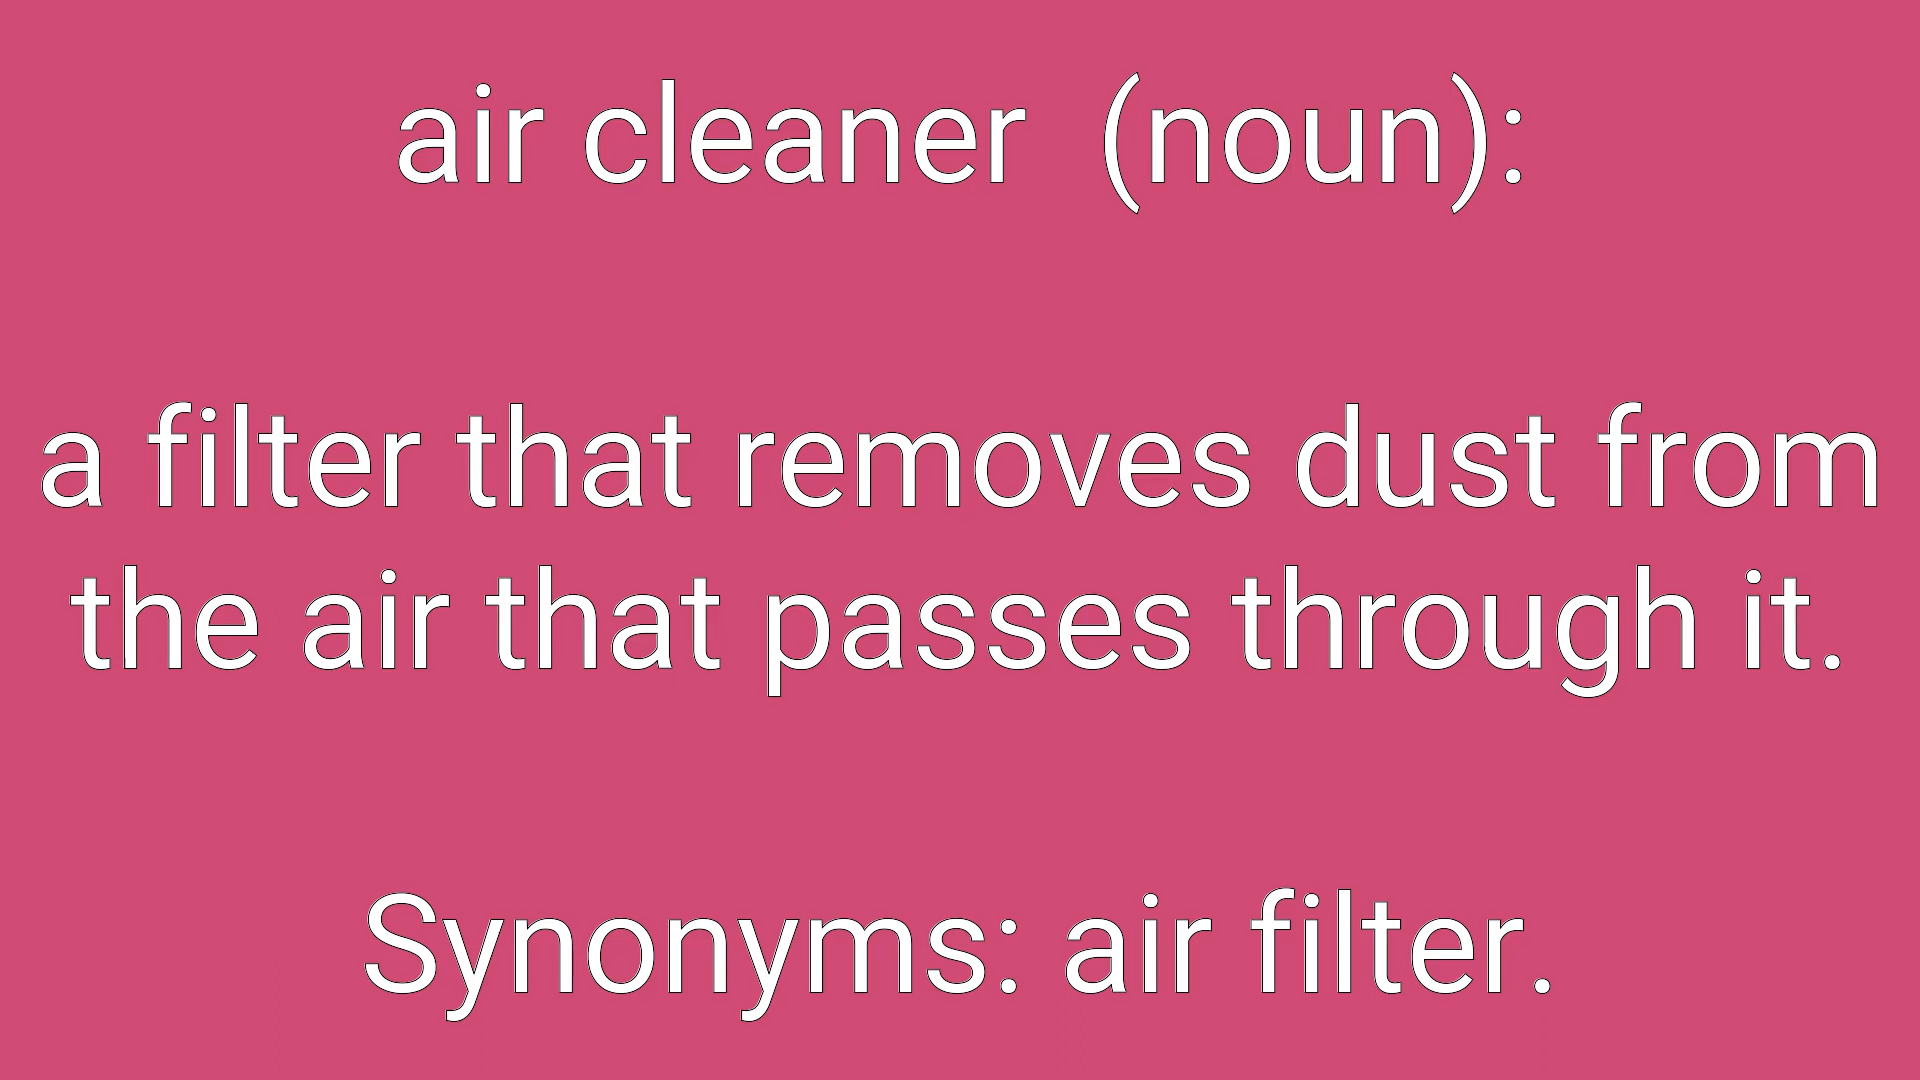 air cleaner  (noun):
a filter that removes dust from
the air that passes through it.
Synonyms: air filter.